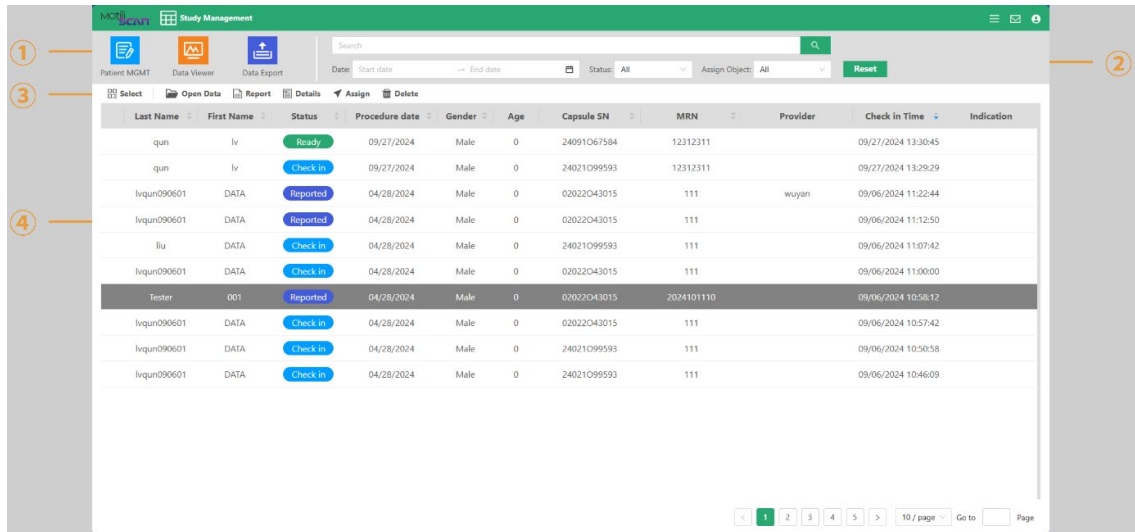 MotiliSCAN Study Management
① Patient MGMT Data Viewer Data Export
Search
Date: Start date → End date Status: All Assign Object: All Reset
②
③ Select Open Data Report Details Assign Delete
Last Name First Name Status Procedure date Gender Age Capsule SN MRN Provider Check in Time Indication
qun lv Ready 09/27/2024 Male 0 24091O67584 12312311 09/27/2024 13:30:45
qun lv Check in 09/27/2024 Male 0 24021O99593 12312311 09/27/2024 13:29:29
lvqun090601 DATA Reported 04/28/2024 Male 0 02022O43015 111 wuyan 09/06/2024 11:22:44
④ lvqun090601 DATA Reported 04/28/2024 Male 0 02022O43015 111 09/06/2024 11:12:50
liu DATA Check in 04/28/2024 Male 0 24021O99593 111 09/06/2024 11:07:42
lvqun090601 DATA Check in 04/28/2024 Male 0 02022O43015 111 09/06/2024 11:00:00
Tester 001 Reported 04/28/2024 Male 0 02022O43015 2024101110 09/06/2024 10:58:12
lvqun090601 DATA Check in 04/28/2024 Male 0 02022O43015 111 09/06/2024 10:57:42
lvqun090601 DATA Check in 04/28/2024 Male 0 24021O99593 111 09/06/2024 10:50:58
lvqun090601 DATA Check in 04/28/2024 Male 0 24021O99593 111 09/06/2024 10:46:09
< 1 2 3 4 5 > 10 / page Go to Page